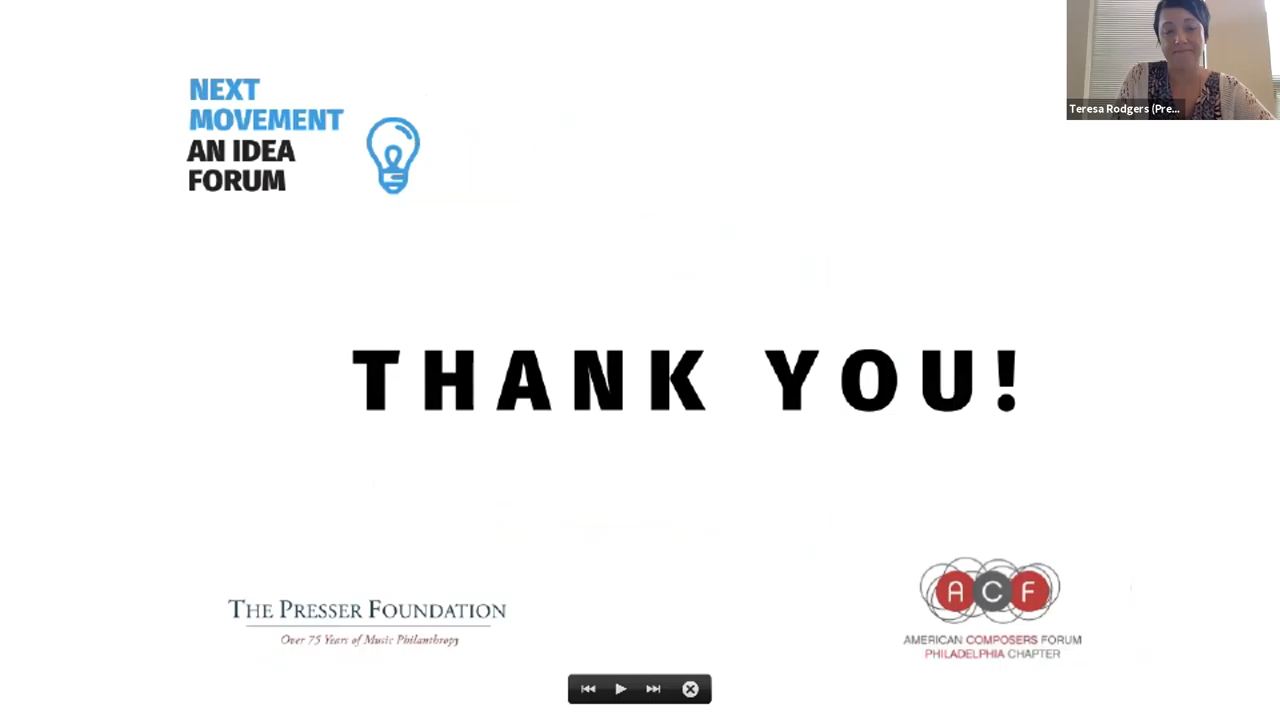 NEXT
MOVEMENT
AN IDEA
FORUM
Teresa Rodgers (Pre...
THANK YOU!
THE PRESSER FOUNDATION
Over 75 Years of Music Philanthropy
ACF
AMERICAN COMPOSERS FORUM
PHILADELPHIA CHAPTER